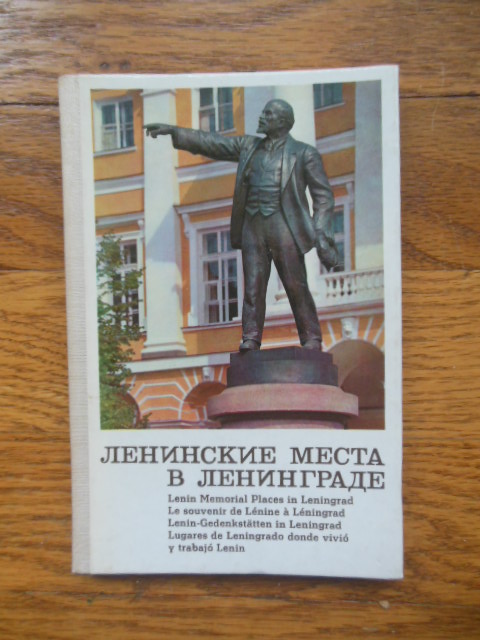 ЛЕНИНСКИЕ МЕСТА
В ЛЕНИНГРАДЕ
Lenin Memorial Places in Leningrad
Le souvenir de Lénine à Léningrad
Lenin-Gedenkstätten in Leningrad
Lugares de Leningrado donde vivió
y trabajó Lenin